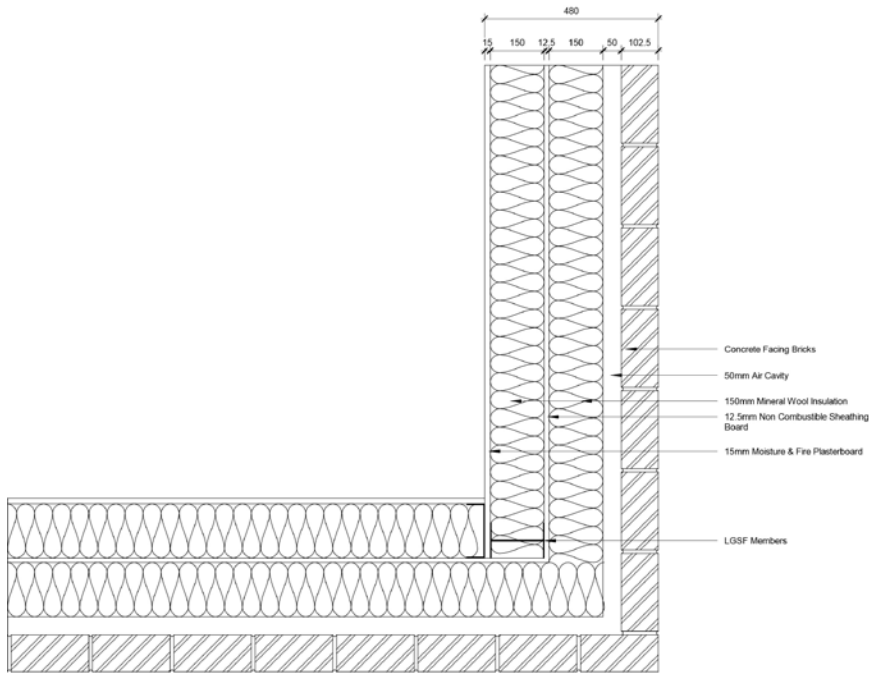 480
15 150 12.5 150 50 102.5
Concrete Facing Bricks
50mm Air Cavity
150mm Mineral Wool Insulation
12.5mm Non Combustible Sheathing
Board
15mm Moisture & Fire Plasterboard
LGSF Members